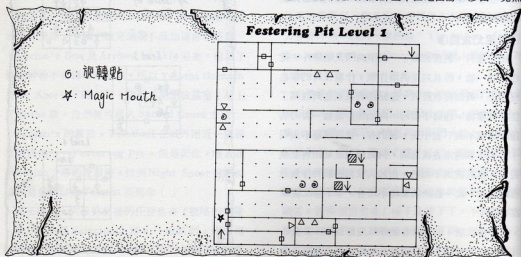 Festering Pit Level 1
ര: 旋轉點
☆: Magic Mouth